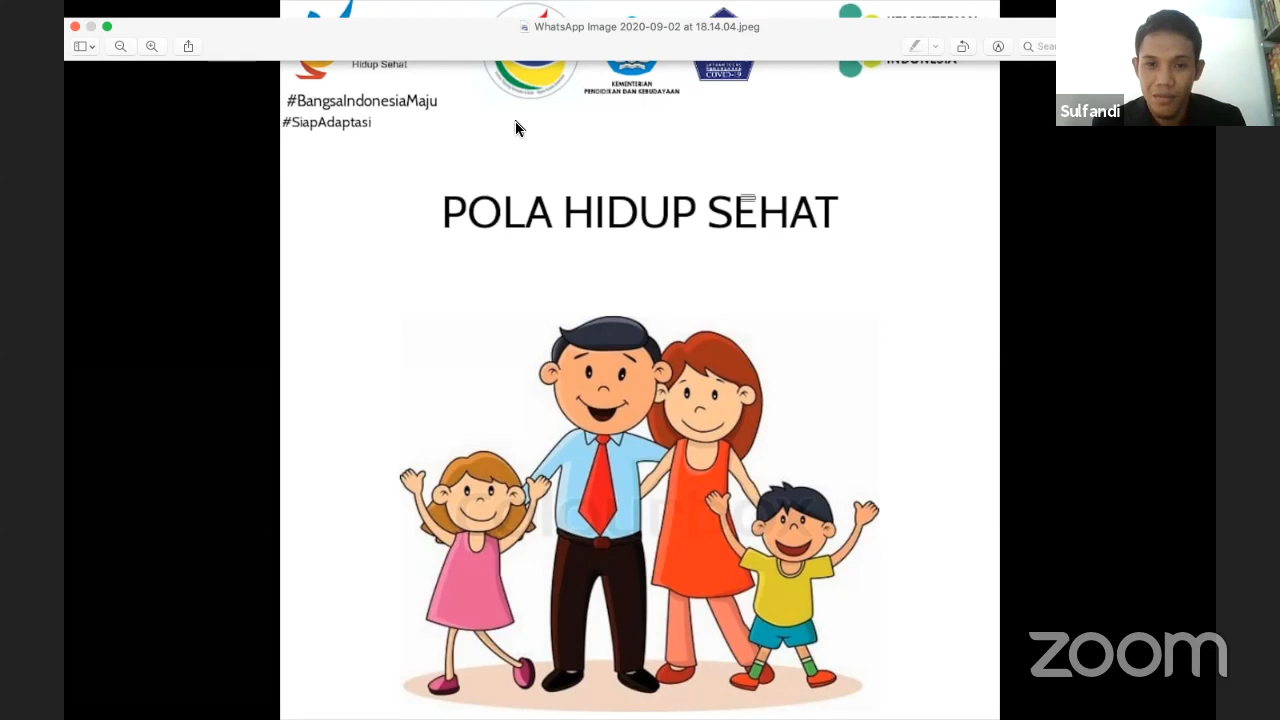 WhatsApp Image 2020-09-02 at 18.14.04.jpeg
Hidup Sehat
KEMENTERIAN
PENDIDIKAN DAN KEBUDAYAAN
COVID-19
INDONESIA
Sulfandi
#BangsaIndonesiaMaju
#SiapAdaptasi
POLA HIDUP SEHAT
zoom